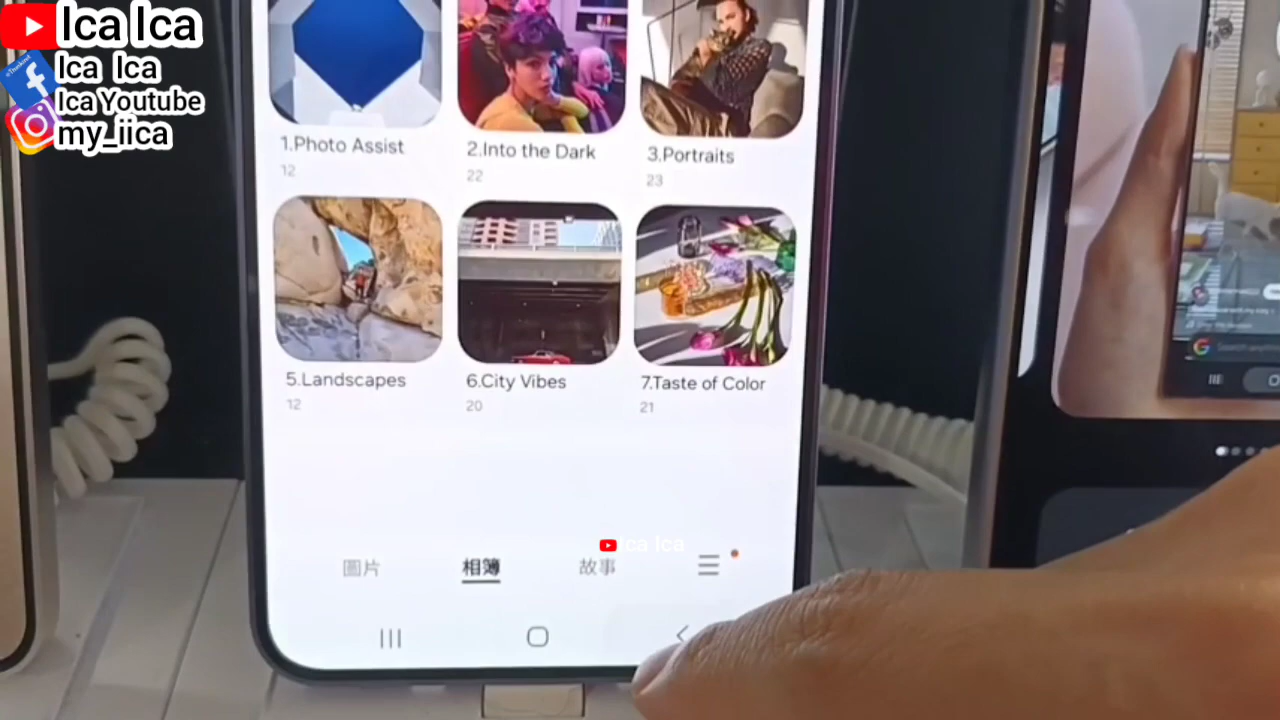 Ica Ica
Ica Ica
Ica Youtube
my_iica
1.Photo Assist
12
2.Into the Dark
22
3.Portraits
23
5.Landscapes
12
6.City Vibes
20
7.Taste of Color
21
Ica Ica
圖片
相簿
故事